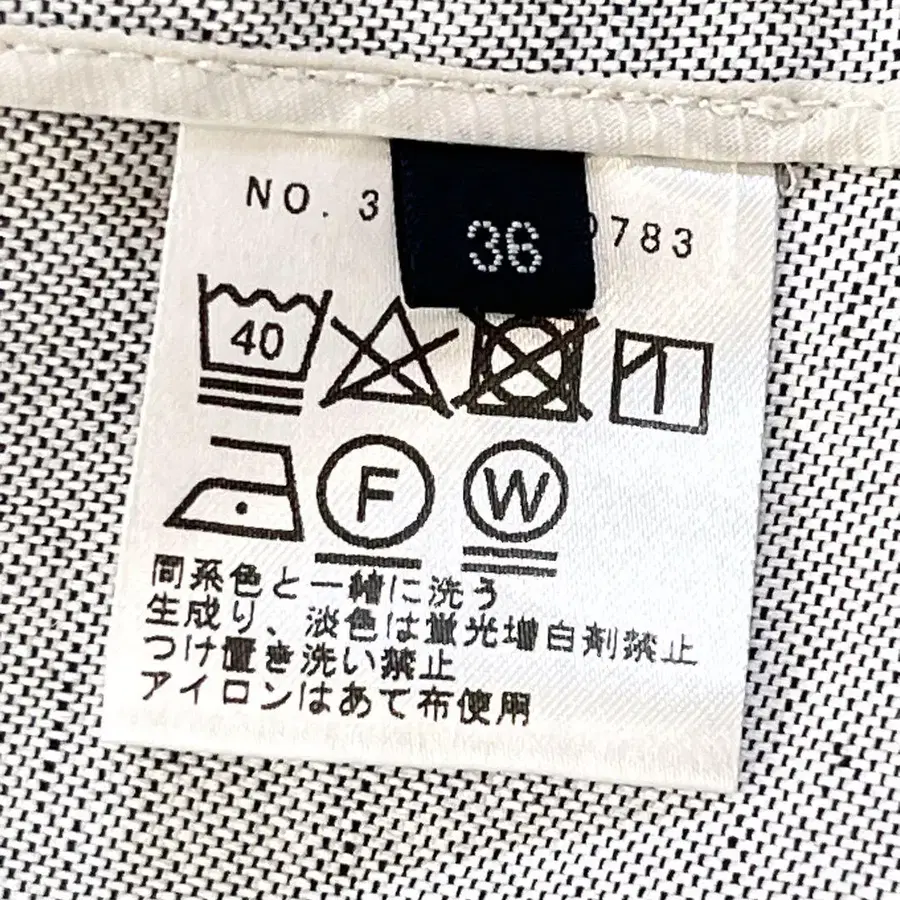 NO. 3
783
36
40
F
W
同系色と一緒に洗う
生成り、淡色は蛍光増白剤禁止
つけ置き洗い禁止
アイロンはあて布使用